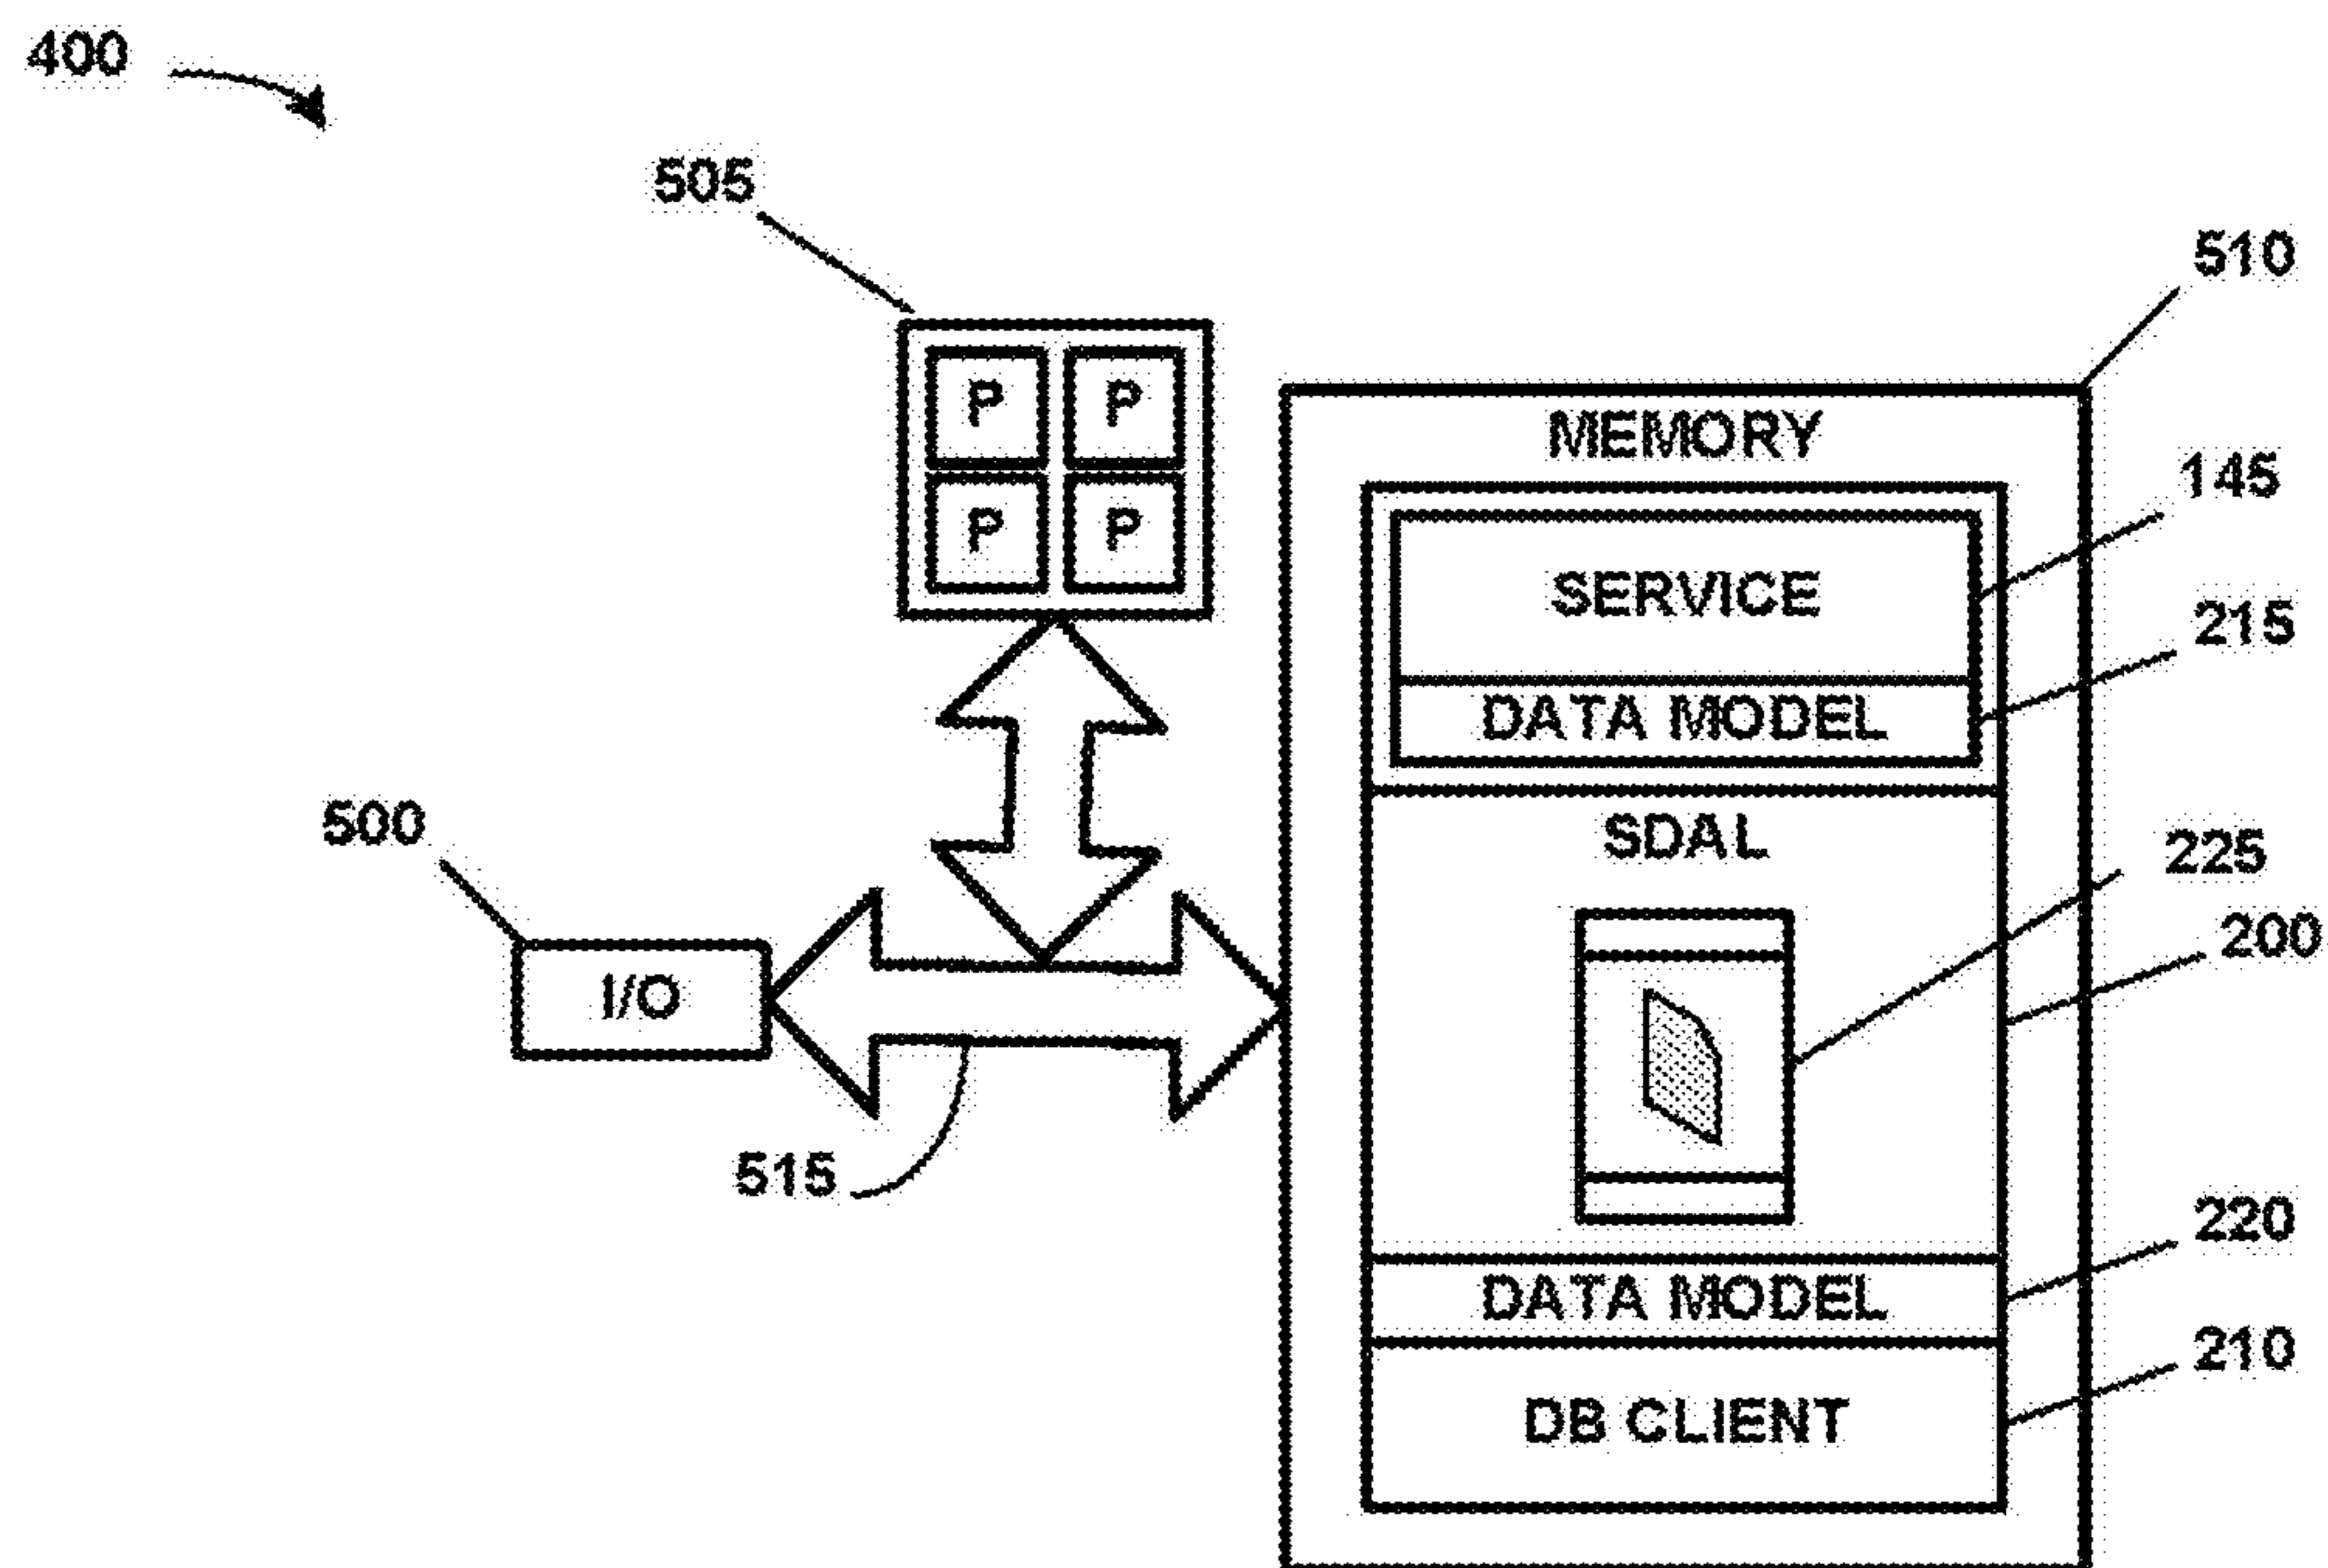 400
505
510
P P
P P
MEMORY
145
SERVICE
215
DATA MODEL
500
SDAL
225
200
I/O
515
220
DATA MODEL
210
DB CLIENT